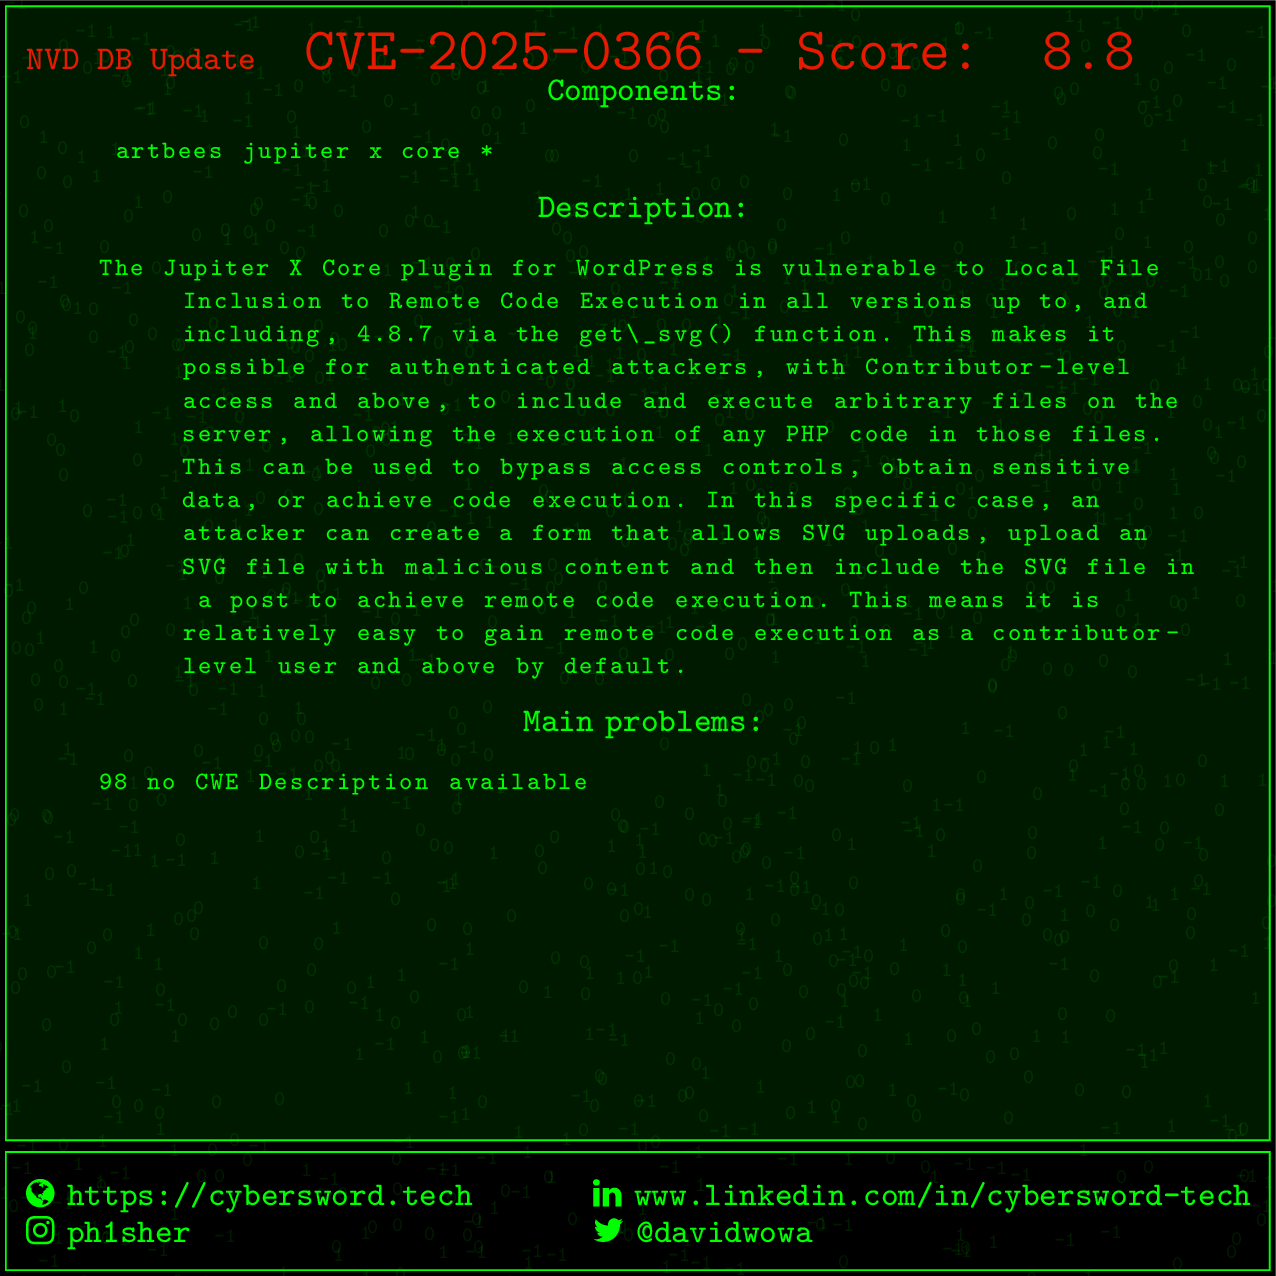 NVD DB Update CVE-2025-0366 - Score: 8.8
Components:
artbees jupiter x core *
Description:
The Jupiter X Core plugin for WordPress is vulnerable to Local File
Inclusion to Remote Code Execution in all versions up to, and
including, 4.8.7 via the get\_svg() function. This makes it
possible for authenticated attackers, with Contributor-level
access and above, to include and execute arbitrary files on the
server, allowing the execution of any PHP code in those files.
This can be used to bypass access controls, obtain sensitive
data, or achieve code execution. In this specific case, an
attacker can create a form that allows SVG uploads, upload an
SVG file with malicious content and then include the SVG file in
a post to achieve remote code execution. This means it is
relatively easy to gain remote code execution as a contributor-
level user and above by default.
Main problems:
98 no CWE Description available
https://cybersword.tech
www.linkedin.com/in/cybersword-tech
ph1sher
@davidwowa